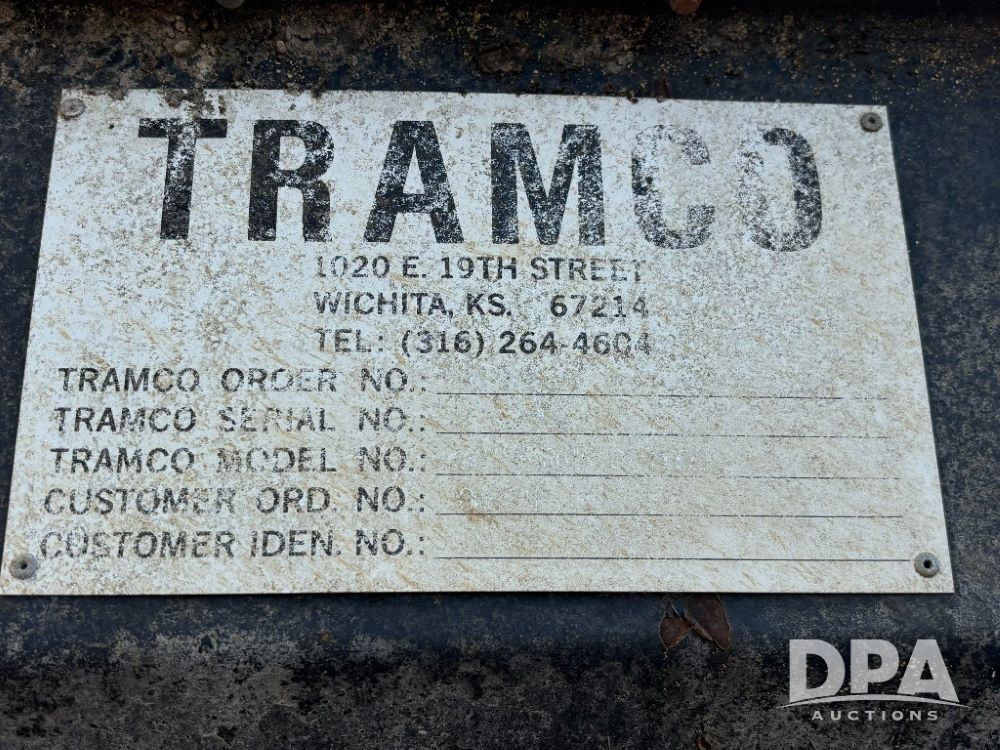 TRAMCO
1020 E. 19TH STREET
WICHITA, KS. 67214
TEL.: (316) 264-4604
TRAMCO ORDER NO.:
TRAMCO SERIAL NO.:
TRAMCO MODEL NO.:
CUSTOMER ORD. NO.:
CUSTOMER IDEN. NO.:
DPA
AUCTIONS